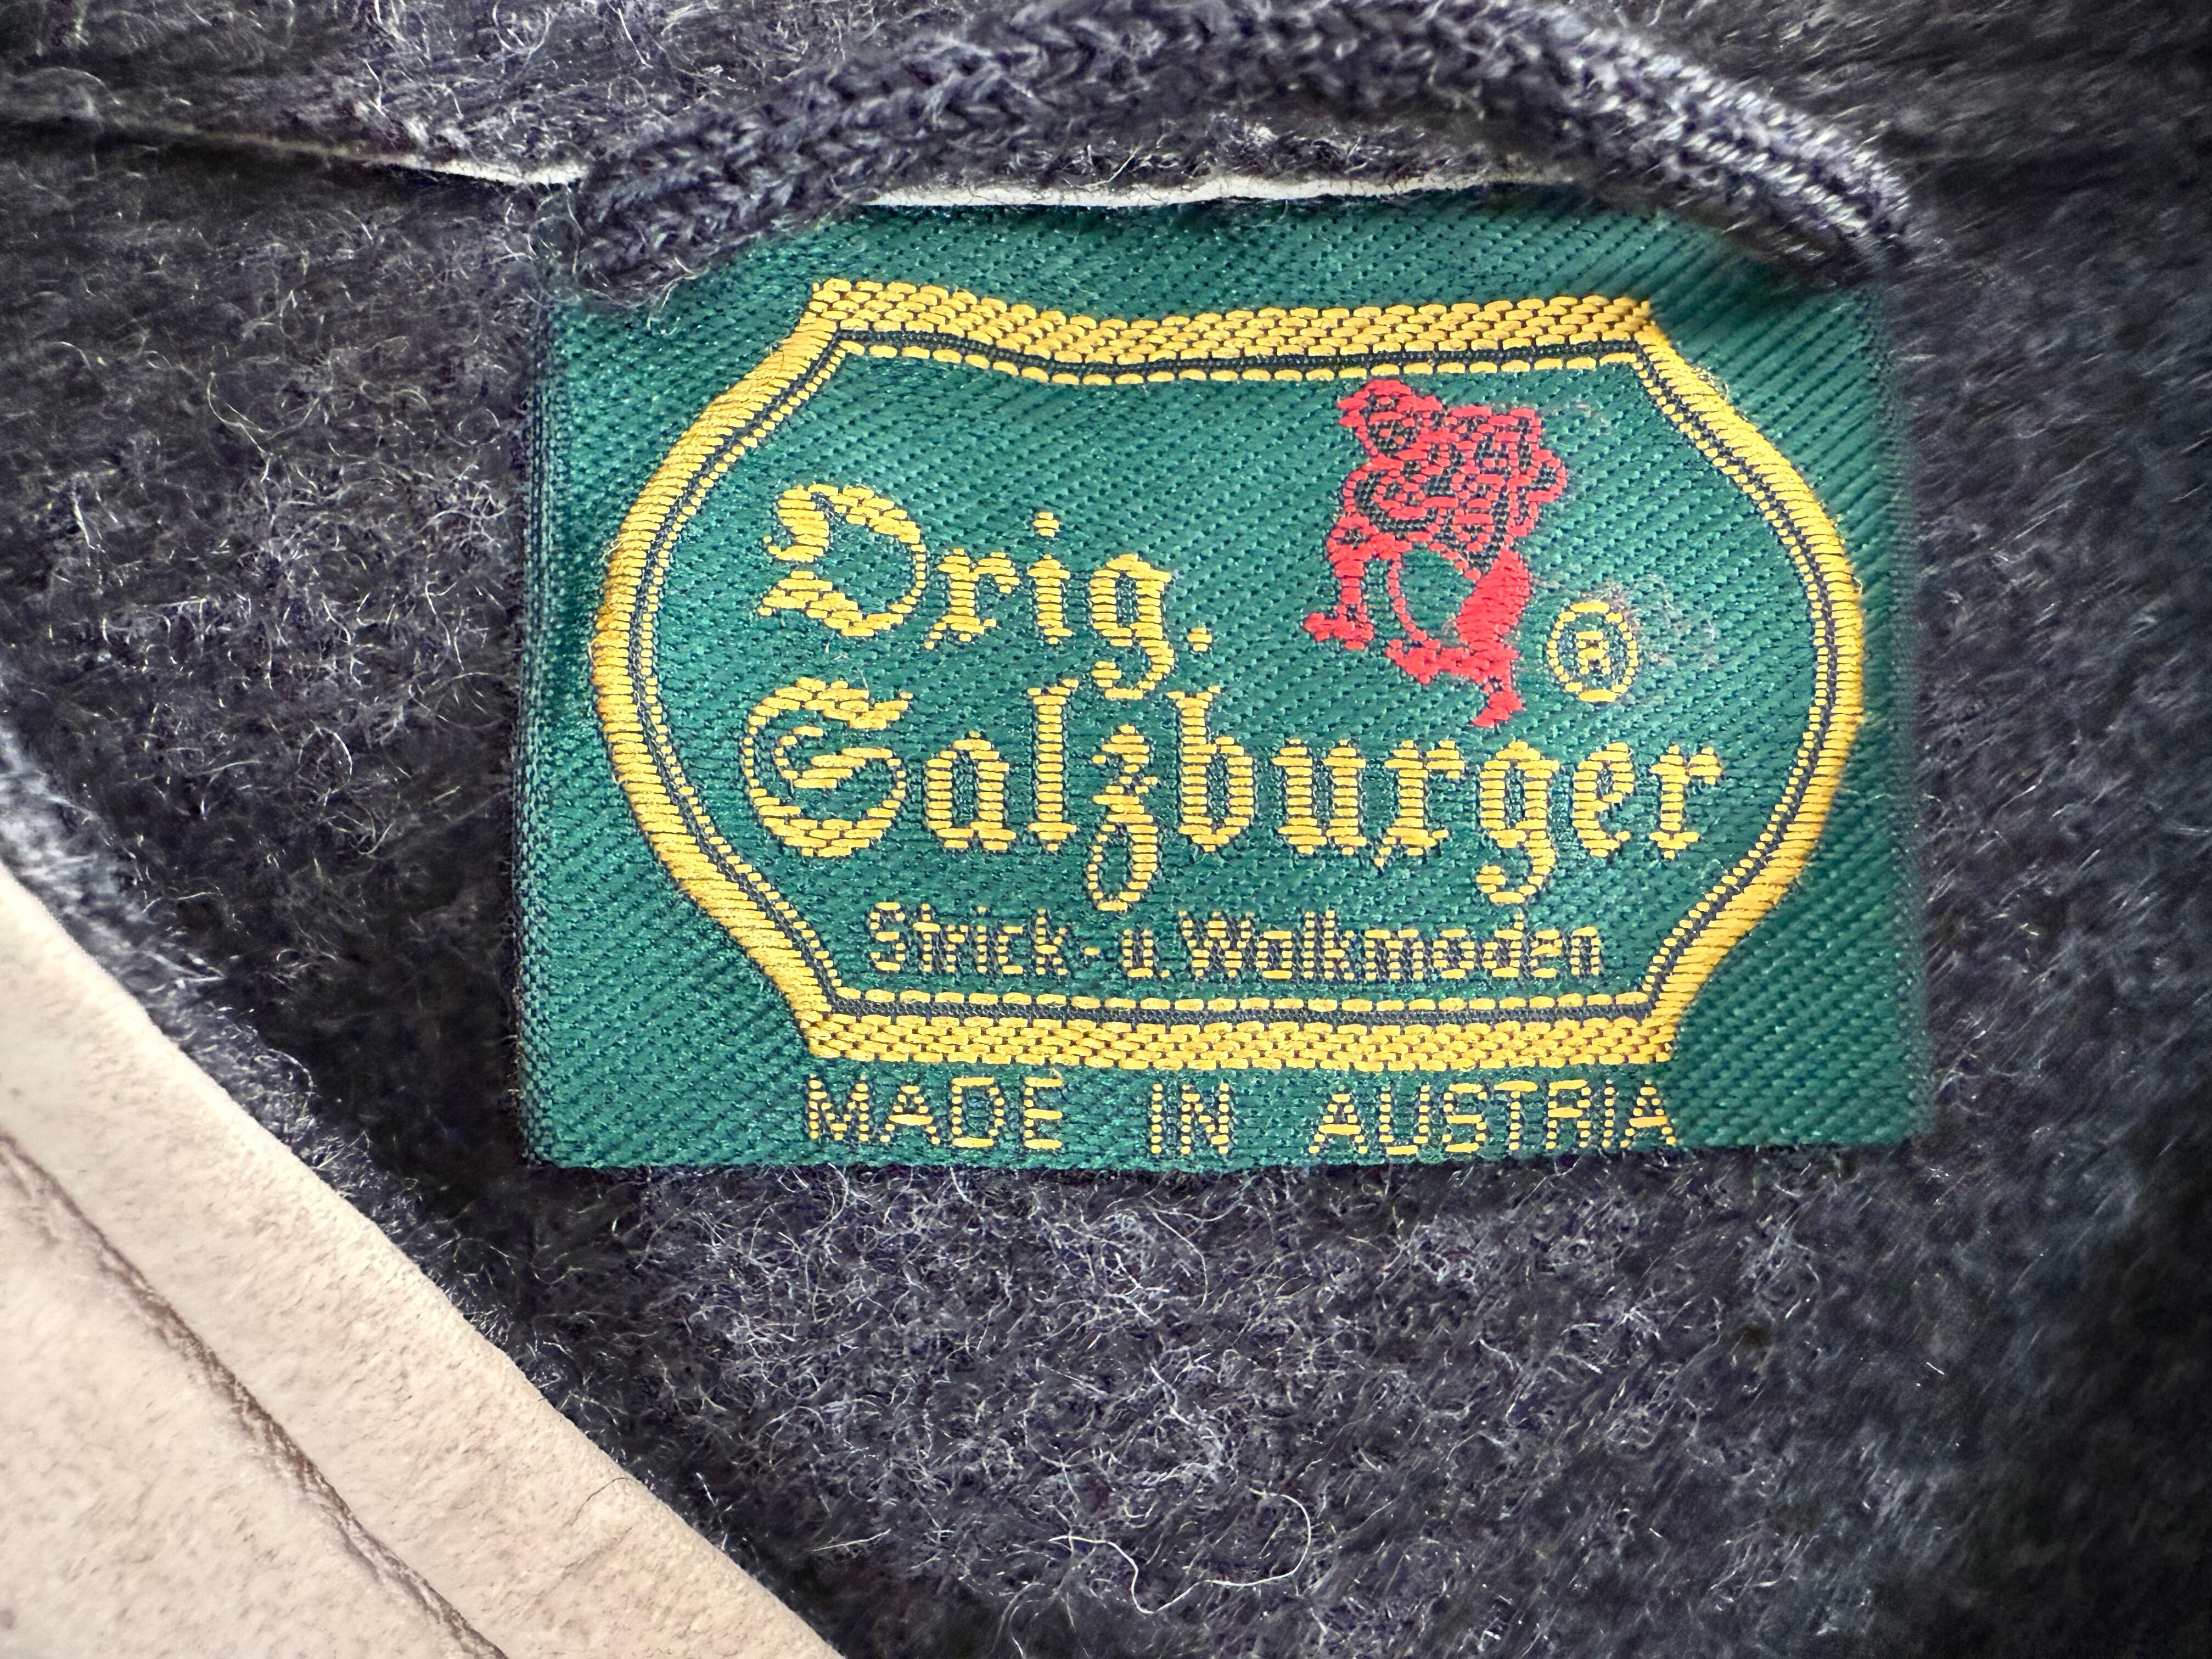 Orig.
®
Salzburger
Strick- u. Walkmoden
MADE IN AUSTRIA